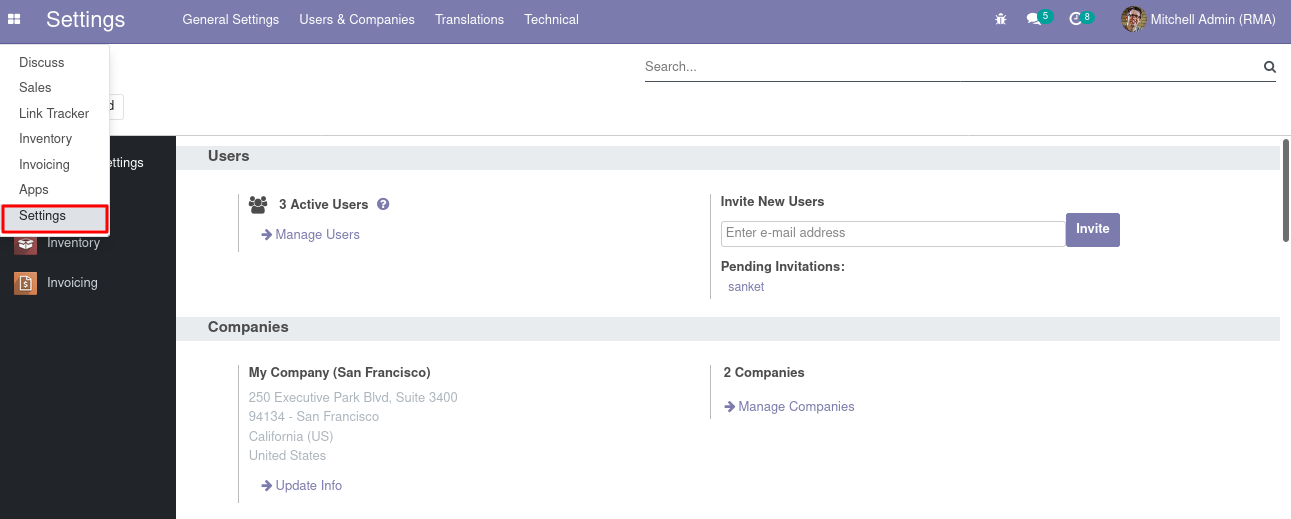 Settings
General Settings
Users & Companies
Translations
Technical
5
8
Mitchell Admin (RMA)
Discuss
Sales
Link Tracker
Inventory
Invoicing
Apps
Settings
Search...
Inventory
Invoicing
Users
3 Active Users ?
Manage Users
Invite New Users
Enter e-mail address
Invite
Pending Invitations:
sanket
Companies
My Company (San Francisco)
250 Executive Park Blvd, Suite 3400
94134 - San Francisco
California (US)
United States
Update Info
2 Companies
Manage Companies